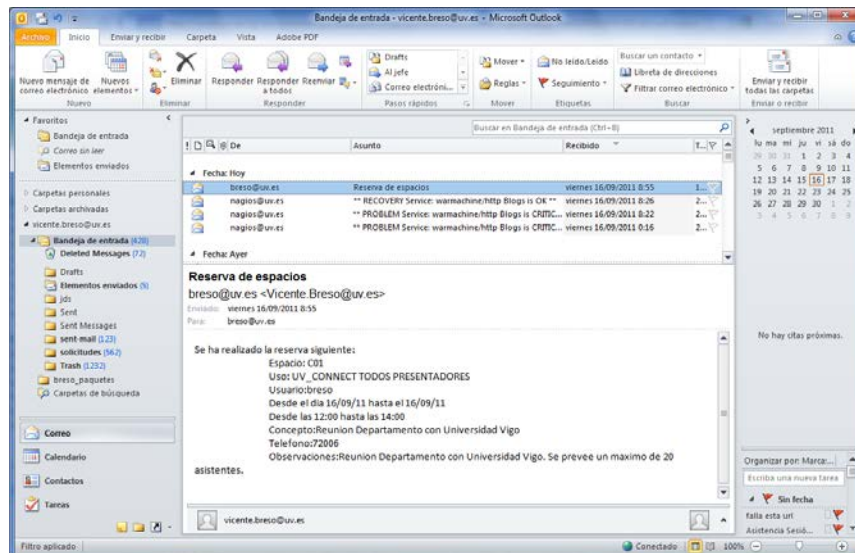 Bandeja de entrada - vicente.breso@uv.es - Microsoft Outlook
Archivo Inicio Enviar y recibir Carpeta Vista Adobe PDF
Nuevo mensaje de correo electrónico
Nuevos elementos
Eliminar
Responder
Responder a todos
Reenviar
Drafts
Al jefe
Correo electróni...
Mover
Reglas
No leído/Leído
Seguimiento
Buscar un contacto
Libreta de direcciones
Filtrar correo electrónico
Enviar y recibir todas las carpetas
Nuevo Eliminar Responder Pasos rápidos Mover Etiquetas Buscar Enviar o recibir
Favoritos
Bandeja de entrada
Correo sin leer
Elementos enviados
Carpetas personales
Carpetas archivadas
vicente.breso@uv.es
Bandeja de entrada (428)
Deleted Messages (72)
Drafts
Elementos enviados (5)
jds
Sent
Sent Messages
sent-mail (123)
solicitudes (562)
Trash (1232)
breso_paquetes
Carpetas de búsqueda
Correo
Calendario
Contactos
Tareas
Buscar en Bandeja de entrada (Ctrl+B)
De Asunto Recibido T...
Fecha: Hoy
breso@uv.es Reserva de espacios viernes 16/09/2011 8:55 1...
nagios@uv.es ** RECOVERY Service: warmachine/http Blogs is OK ** viernes 16/09/2011 8:26 2...
nagios@uv.es ** PROBLEM Service: warmachine/http Blogs is CRITIC... viernes 16/09/2011 8:22 2...
nagios@uv.es ** PROBLEM Service: warmachine/http Blogs is CRITIC... viernes 16/09/2011 0:16 2...
Fecha: Ayer
Reserva de espacios
breso@uv.es <Vicente.Breso@uv.es>
Enviado: viernes 16/09/2011 8:55
Para: breso@uv.es
Se ha realizado la reserva siguiente:
Espacio: C01
Uso: UV_CONNECT TODOS PRESENTADORES
Usuario:breso
Desde el dia 16/09/11 hasta el 16/09/11
Desde las 12:00 hasta las 14:00
Concepto:Reunion Departamento con Universidad Vigo
Telefono:72006
Observaciones:Reunion Departamento con Universidad Vigo. Se prevee un maximo de 20
asistentes.
vicente.breso@uv.es
septiembre 2011
lu ma mi ju vi sá do
29 30 31 1 2 3 4
5 6 7 8 9 10 11
12 13 14 15 16 17 18
19 20 21 22 23 24 25
26 27 28 29 30 1 2
3 4 5 6 7 8 9
No hay citas próximas.
Organizar por: Marca:...
Escriba una nueva tarea
Sin fecha
falla esta url
Asistencia Sesió...
Filtro aplicado
Conectado 100%